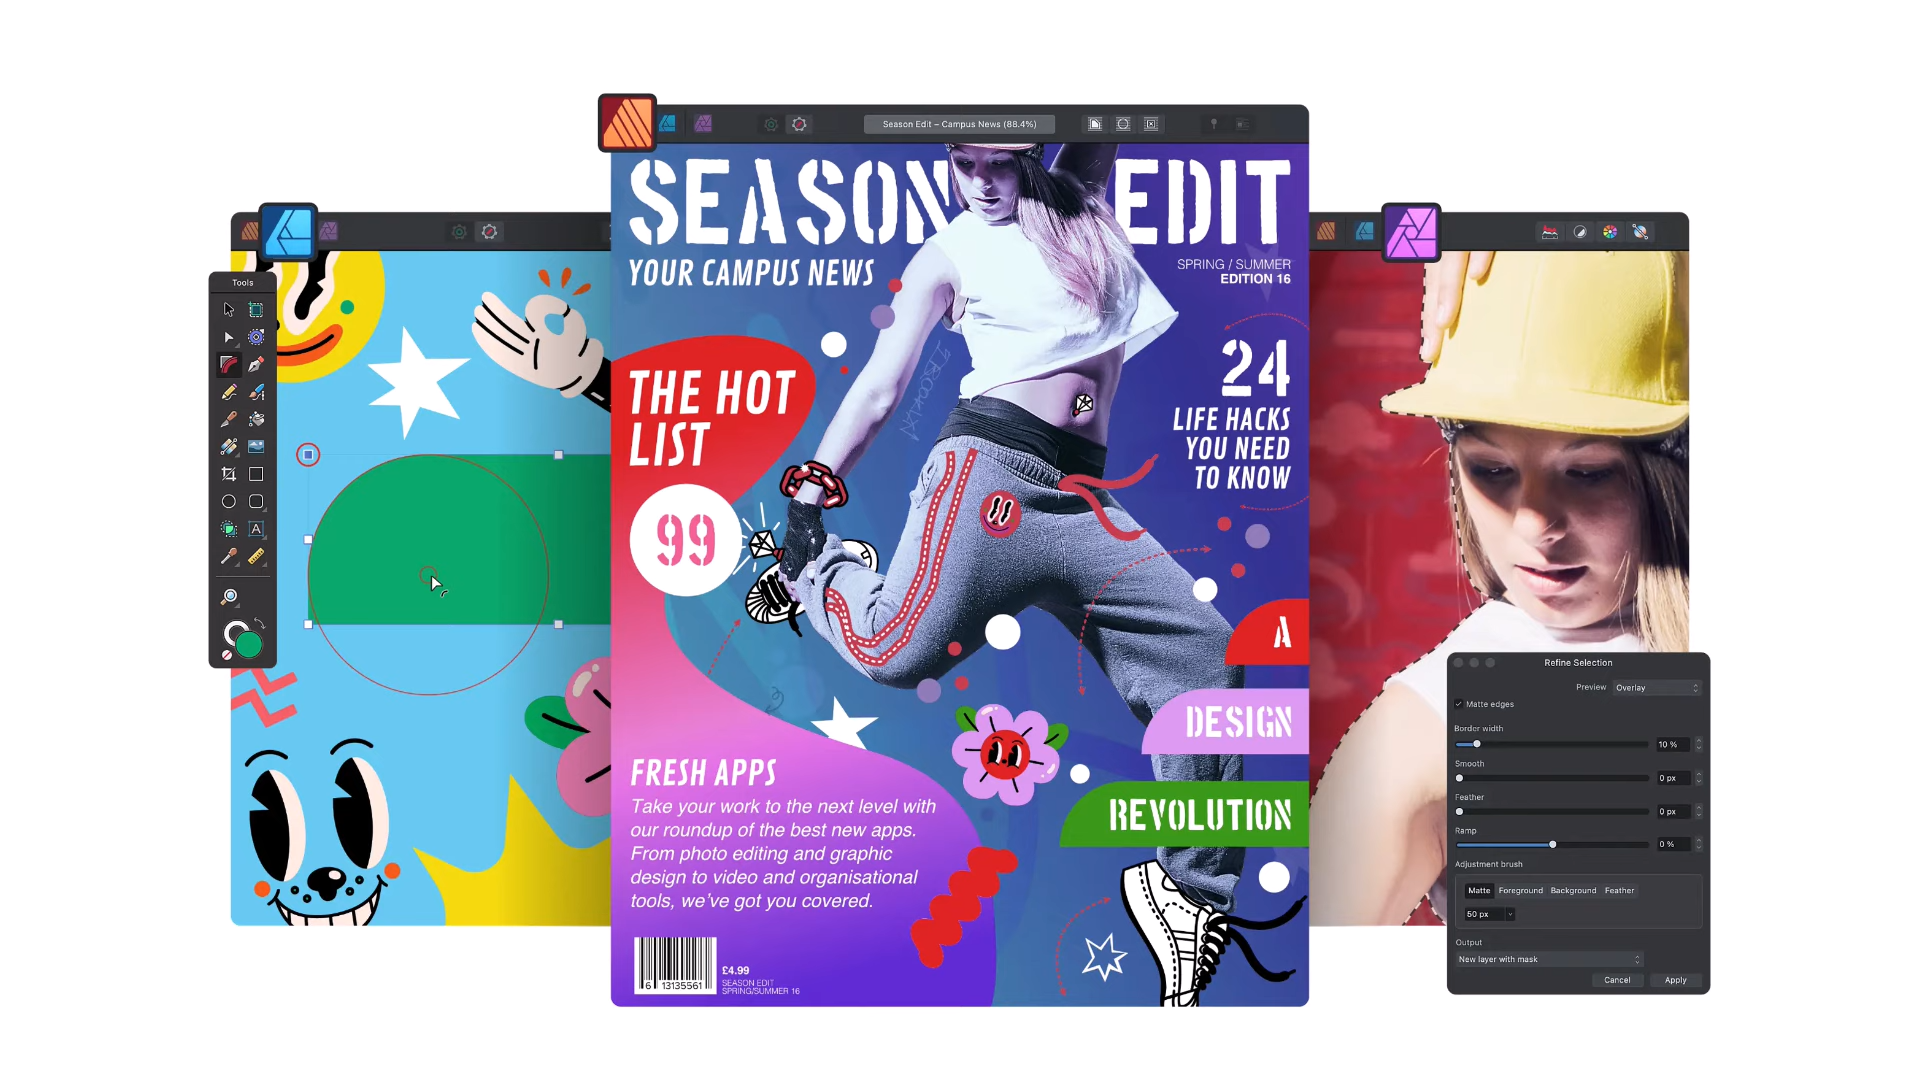 Season Edit – Campus News (88.4%)
SEASON EDIT
YOUR CAMPUS NEWS
SPRING / SUMMER
EDITION 16
THE HOT
LIST
99
24
LIFE HACKS
YOU NEED
TO KNOW
A
DESIGN
REVOLUTION
FRESH APPS
Take your work to the next level with
our roundup of the best new apps.
From photo editing and graphic
design to video and organisational
tools, we've got you covered.
6 13135561
£4.99
SEASON EDIT
SPRING/SUMMER 16
Tools
A
Refine Selection
Preview Overlay
Matte edges
Border width
10 %
Smooth
0 px
Feather
0 px
Ramp
0 %
Adjustment brush
Matte Foreground Background Feather
50 px
Output
New layer with mask
Cancel Apply